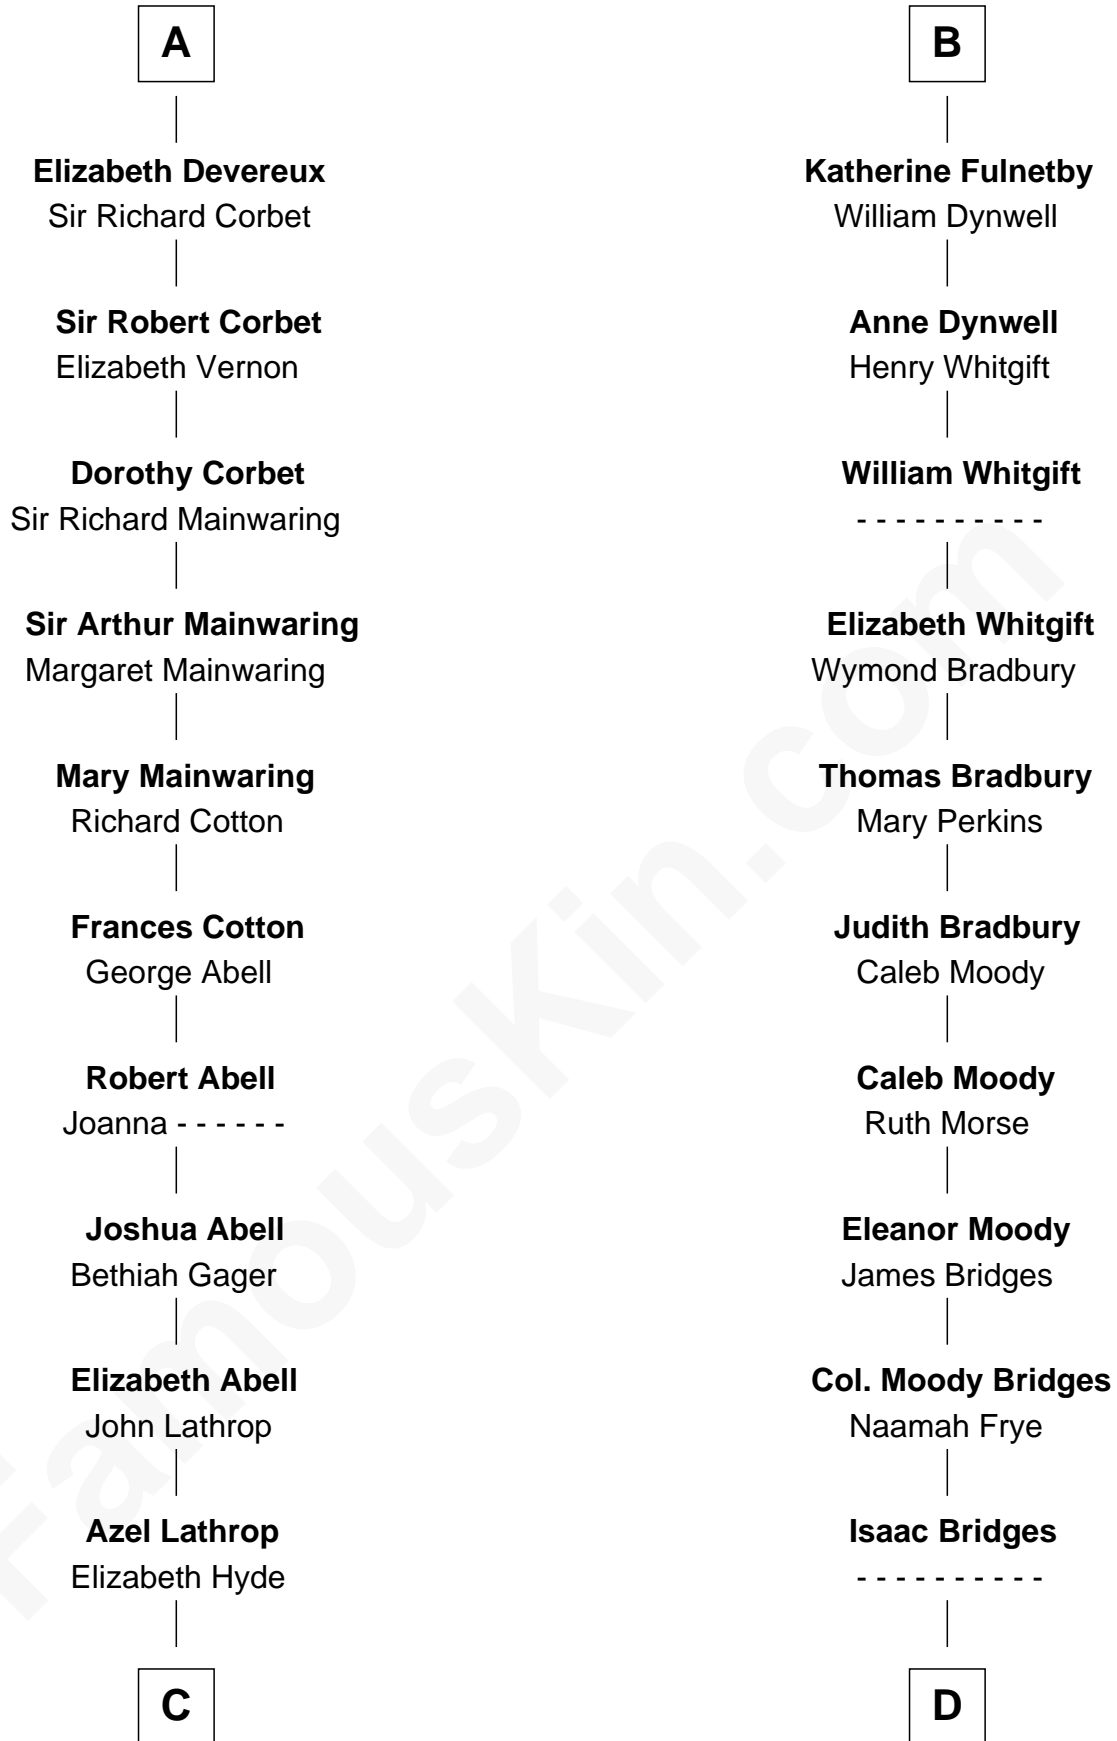 A
Elizabeth Devereux
Sir Richard Corbet
Sir Robert Corbet
Elizabeth Vernon
Dorothy Corbet
Sir Richard Mainwaring
Sir Arthur Mainwaring
Margaret Mainwaring
Mary Mainwaring
Richard Cotton
Frances Cotton
George Abell
Robert Abell
Joanna - - - - - -
Joshua Abell
Bethiah Gager
Elizabeth Abell
John Lathrop
Azel Lathrop
Elizabeth Hyde
C
B
Katherine Fulnetby
William Dynwell
Anne Dynwell
Henry Whitgift
William Whitgift
- - - - - - - - - -
Elizabeth Whitgift
Wymond Bradbury
Thomas Bradbury
Mary Perkins
Judith Bradbury
Caleb Moody
Caleb Moody
Ruth Morse
Eleanor Moody
James Bridges
Col. Moody Bridges
Naamah Frye
Isaac Bridges
- - - - - - - - - -
D
FamousKin.com